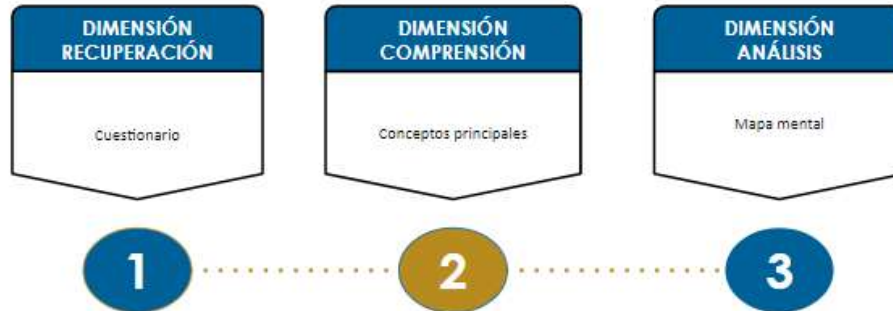 DIMENSIÓN
RECUPERACIÓN
Cuestionario
DIMENSIÓN
COMPRENSIÓN
Conceptos principales
DIMENSIÓN
ANÁLISIS
Mapa mental
1
2
3